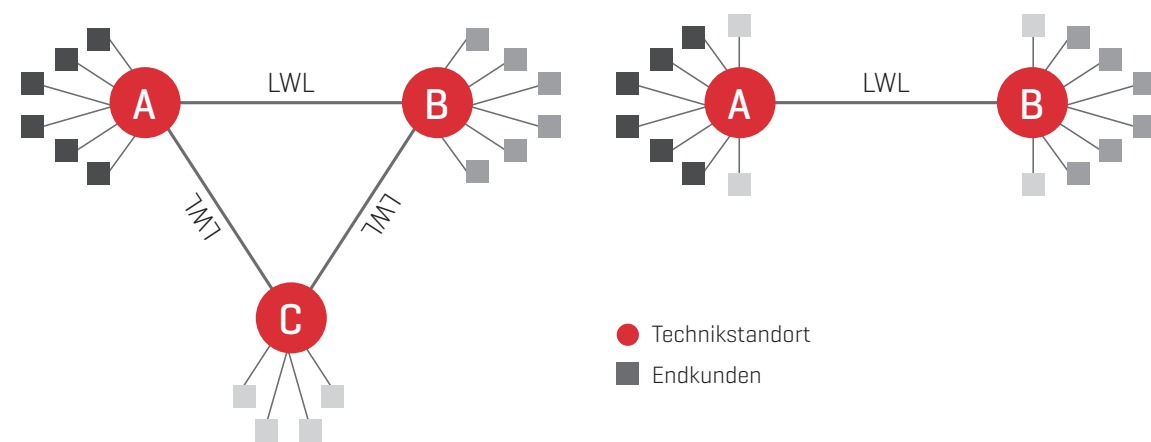 LWL
A
B
LWL
LWL
C
LWL
A
B
Technikstandort
Endkunden